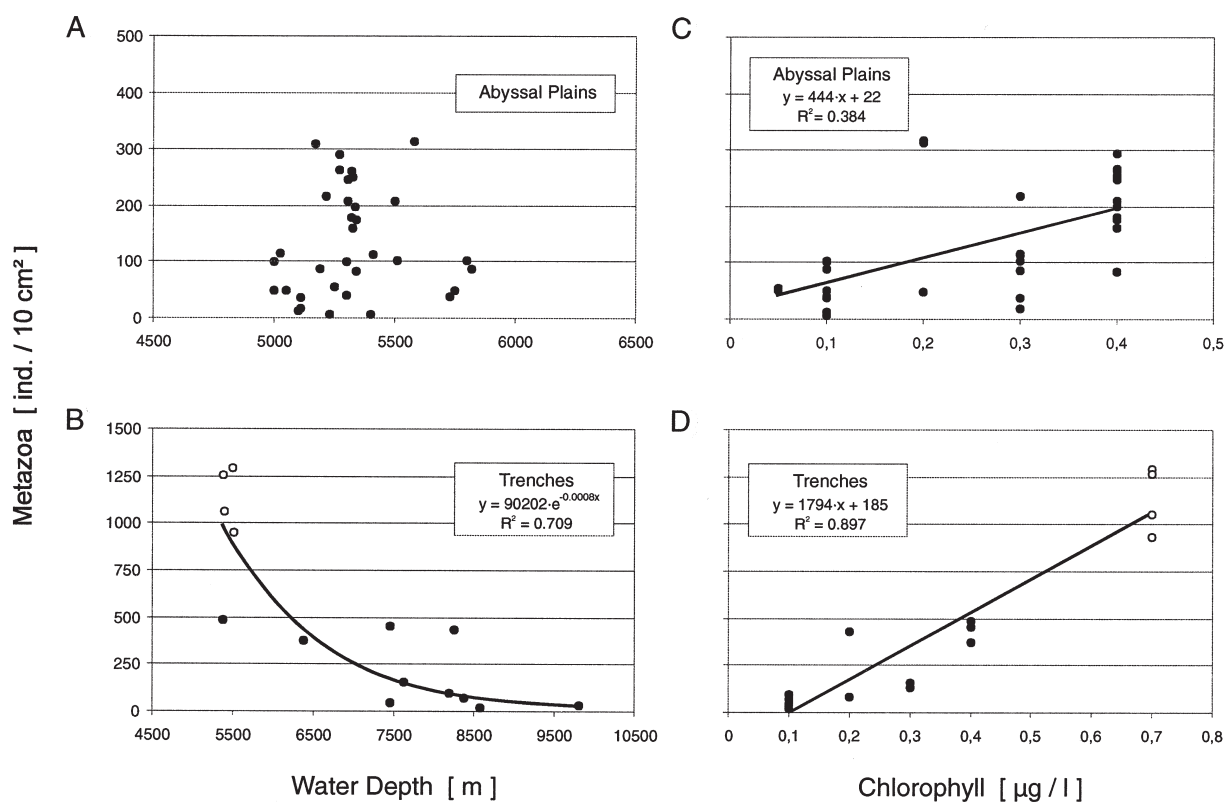 A
500
400
300
200
100
0
4500
5000
5500
6000
6500
Abyssal Plains
C
Abyssal Plains
y = 444·x + 22
R² = 0.384
0
0,1
0,2
0,3
0,4
0,5
Metazoa [ ind. / 10 cm² ]
B
1500
1250
1000
750
500
250
0
4500
5500
6500
7500
8500
9500
10500
Trenches
y = 90202·e^-0.0008x
R² = 0.709
D
Trenches
y = 1794·x + 185
R² = 0.897
0
0,1
0,2
0,3
0,4
0,5
0,6
0,7
0,8
Water Depth [ m ]
Chlorophyll [ µg / l ]